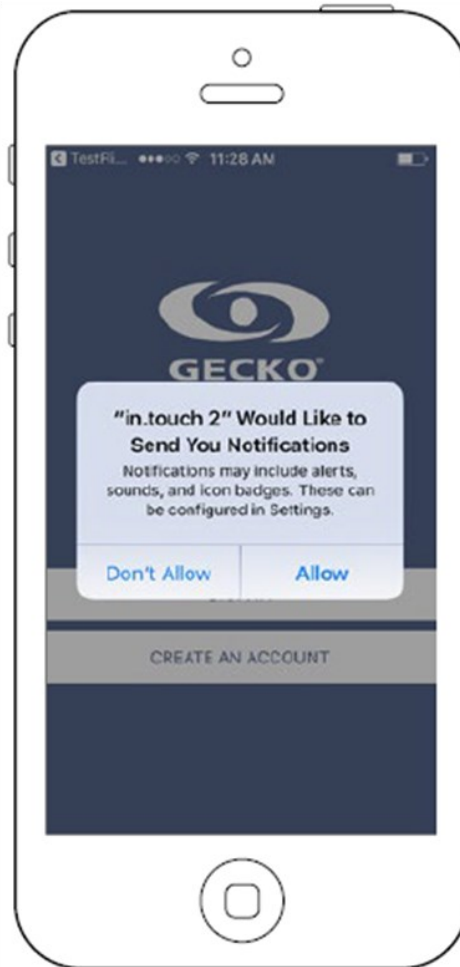 TestFli... 11:28 AM
GECKO®
“in.touch 2” Would Like to
Send You Notifications
Notifications may include alerts,
sounds, and icon badges. These can
be configured in Settings.
Don't Allow Allow
CREATE AN ACCOUNT